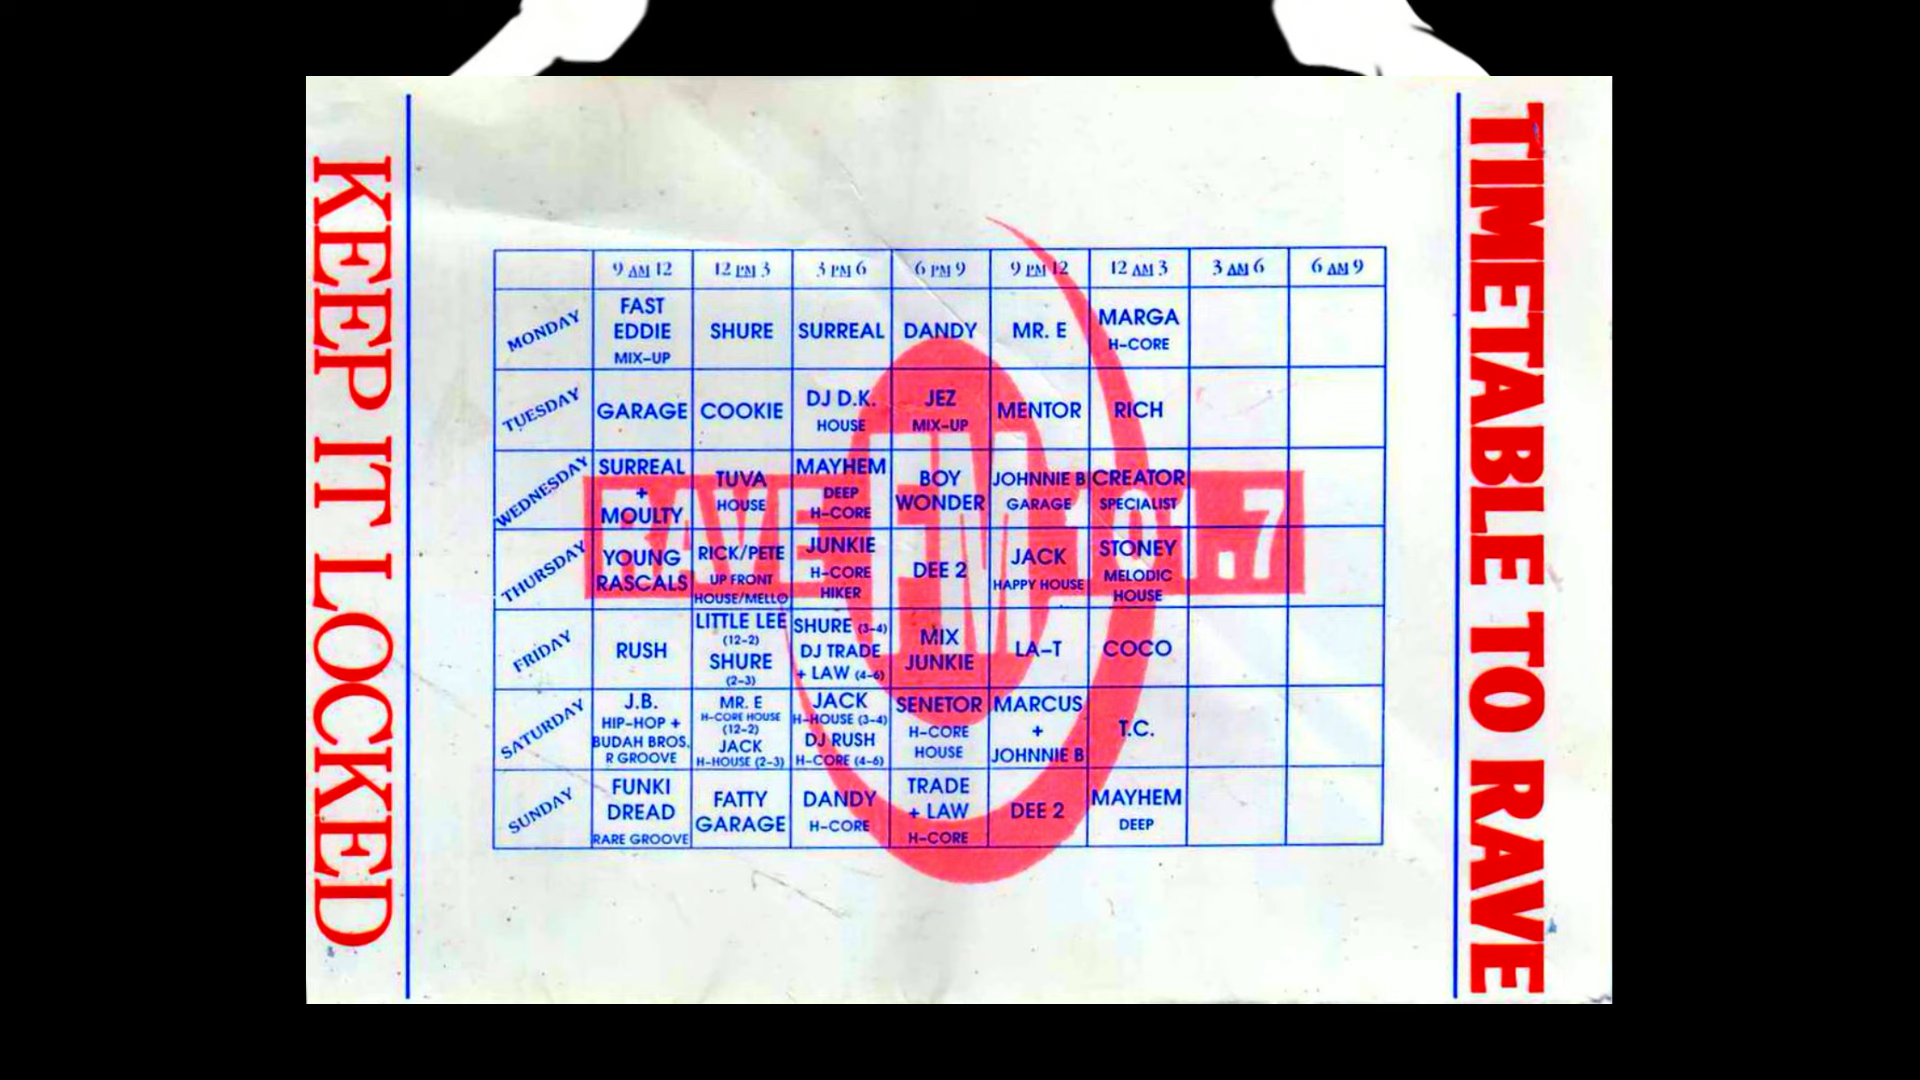 KEEP IT LOCKED
TIMETABLE TO RAVE
9 AM 12
12 PM 3
3 PM 6
6 PM 9
9 PM 12
12 AM 3
3 AM 6
6 AM 9
MONDAY
FAST
EDDIE
MIX-UP
SHURE
SURREAL
DANDY
MR. E
MARGA
H-CORE
TUESDAY
GARAGE
COOKIE
DJ D.K.
HOUSE
JEZ
MIX-UP
MENTOR
RICH
WEDNESDAY
SURREAL
+
MOULTY
TUVA
HOUSE
MAYHEM
DEEP
H-CORE
BOY
WONDER
JOHNNIE B
GARAGE
CREATOR
SPECIALIST
THURSDAY
YOUNG
RASCALS
RICK/PETE
UP FRONT
HOUSE/MELLO
JUNKIE
H-CORE
HIKER
DEE 2
JACK
HAPPY HOUSE
STONEY
MELODIC
HOUSE
FRIDAY
RUSH
LITTLE LEE
(12-2)
SHURE
(2-3)
SHURE (3-4)
DJ TRADE
+ LAW (4-6)
MIX
JUNKIE
LA-T
COCO
SATURDAY
J.B.
HIP-HOP +
BUDAH BROS.
R GROOVE
MR. E
H-CORE HOUSE
(12-2)
JACK
H-HOUSE (2-3)
JACK
H-HOUSE (3-4)
DJ RUSH
H-CORE (4-6)
SENETOR
H-CORE
HOUSE
MARCUS
+
JOHNNIE B
T.C.
SUNDAY
FUNKI
DREAD
RARE GROOVE
FATTY
GARAGE
DANDY
H-CORE
TRADE
+ LAW
H-CORE
DEE 2
MAYHEM
DEEP
RAVE FM .7